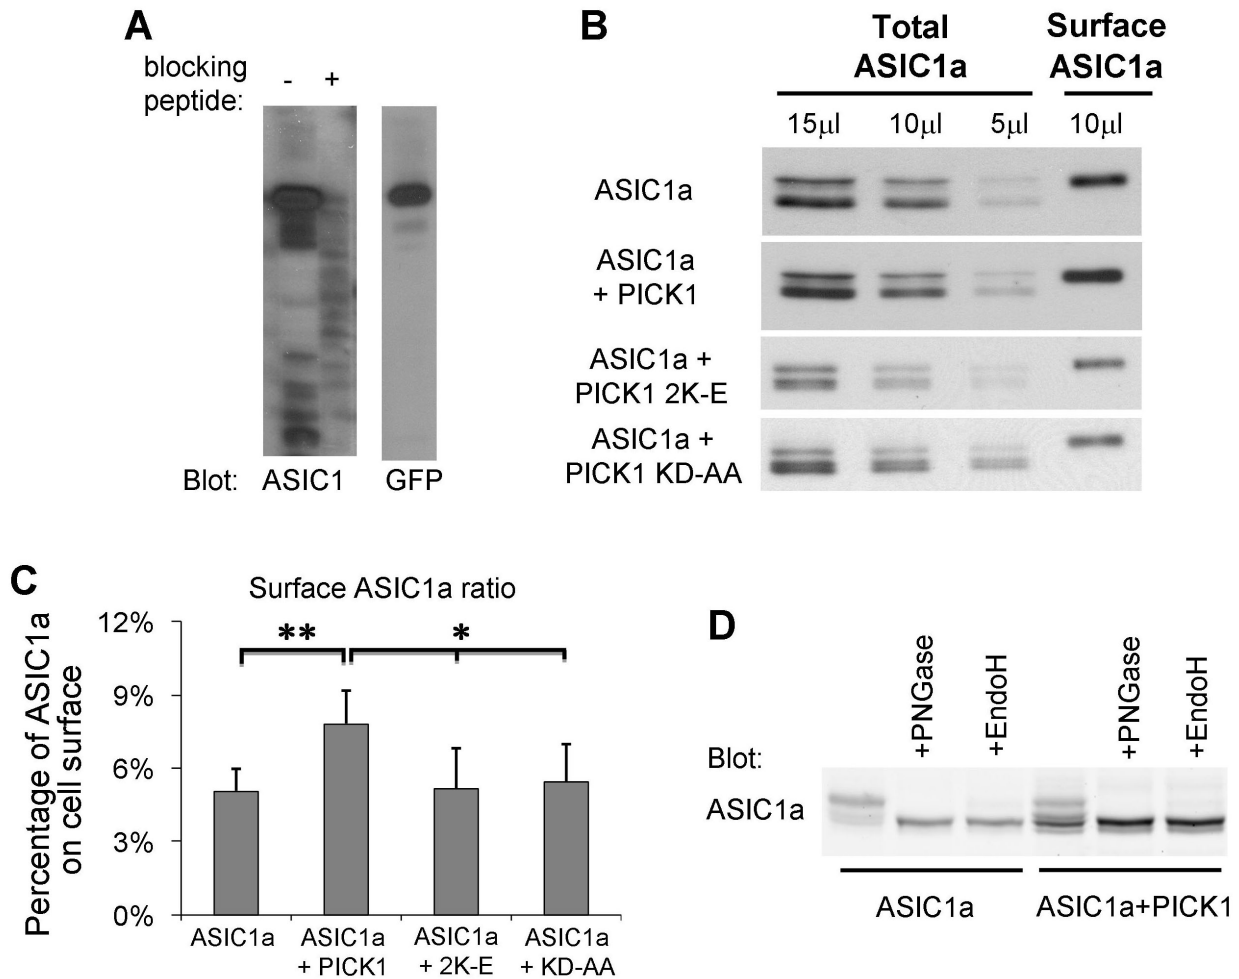 A
blocking
peptide:
- +
Blot: ASIC1 GFP
B
Total
ASIC1a
Surface
ASIC1a
15µl 10µl 5µl 10µl
ASIC1a
ASIC1a
+ PICK1
ASIC1a +
PICK1 2K-E
ASIC1a +
PICK1 KD-AA
C
Surface ASIC1a ratio
Percentage of ASIC1a
on cell surface
12%
9%
6%
3%
0%
** *
ASIC1a
ASIC1a
+ PICK1
ASIC1a
+ 2K-E
ASIC1a
+ KD-AA
D
Blot:
ASIC1a
+PNGase
+EndoH
+PNGase
+EndoH
ASIC1a
ASIC1a+PICK1